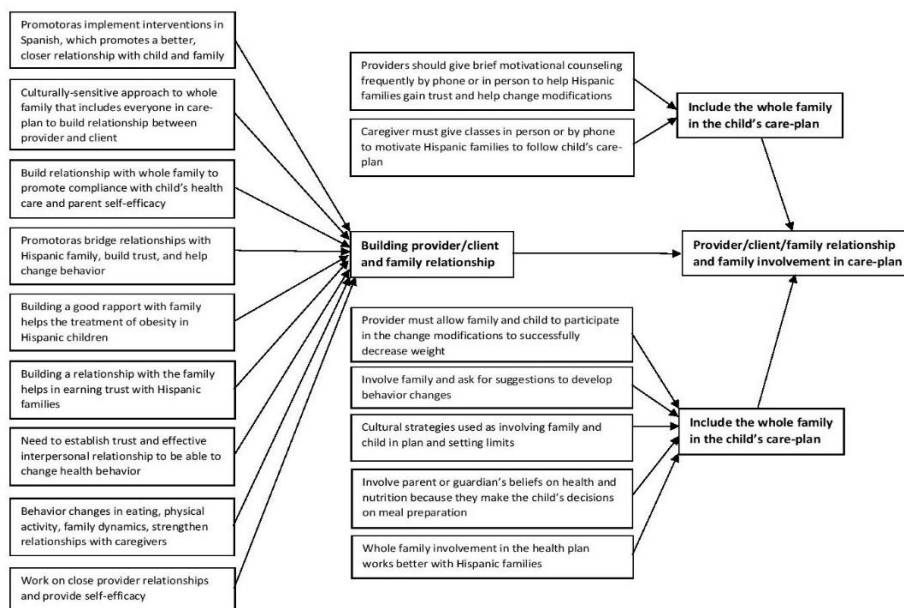 Promotoras implement interventions in
Spanish, which promotes a better,
closer relationship with child and family
Culturally-sensitive approach to whole
family that includes everyone in care-
plan to build relationship between
provider and client
Build relationship with whole family to
promote compliance with child's health
care and parent self-efficacy
Promotoras bridge relationships with
Hispanic family, build trust, and help
change behavior
Building a good rapport with family
helps the treatment of obesity in
Hispanic children
Building a relationship with the family
helps in earning trust with Hispanic
families
Need to establish trust and effective
interpersonal relationship to be able to
change health behavior
Behavior changes in eating, physical
activity, family dynamics, strengthen
relationships with caregivers
Work on close provider relationships
and provide self-efficacy
Providers should give brief motivational counseling
frequently by phone or in person to help Hispanic
families gain trust and help change modifications
Caregiver must give classes in person or by phone
to motivate Hispanic families to follow child's care-
plan
Include the whole family
in the child's care-plan
Building provider/client
and family relationship
Provider/client/family relationship
and family involvement in care-plan
Provider must allow family and child to participate
in the change modifications to successfully
decrease weight
Involve family and ask for suggestions to develop
behavior changes
Cultural strategies used as involving family and
child in plan and setting limits
Involve parent or guardian's beliefs on health and
nutrition because they make the child's decisions
on meal preparation
Whole family involvement in the health plan
works better with Hispanic families
Include the whole family
in the child's care-plan